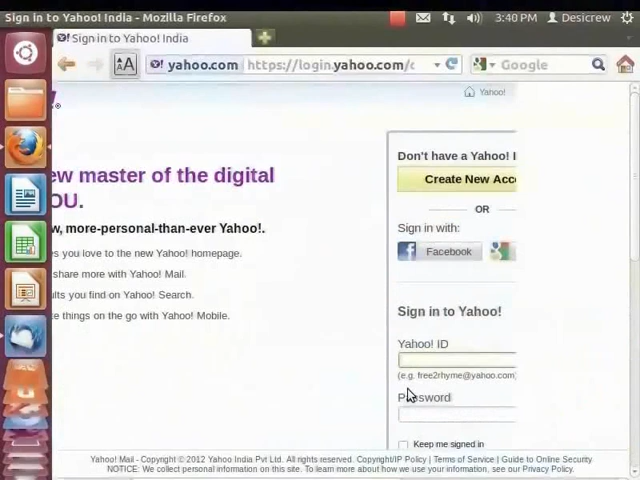 Sign in to Yahoo! India - Mozilla Firefox
3:40 PM
Desicrew
Sign in to Yahoo! India
yahoo.com
https://login.yahoo.com/c
Google
Yahoo!
ew master of the digital
OU.
w, more-personal-than-ever Yahoo!.
es you love to the new Yahoo! homepage.
share more with Yahoo! Mail.
ults you find on Yahoo! Search.
e things on the go with Yahoo! Mobile.
Don't have a Yahoo! I
Create New Acco
OR
Sign in with:
Facebook
Sign in to Yahoo!
Yahoo! ID
(e.g. free2rhyme@yahoo.com)
Password
Keep me signed in
Yahoo! Mail - Copyright © 2012 Yahoo India Pvt Ltd. All rights reserved. Copyright/IP Policy | Terms of Service | Guide to Online Security
NOTICE: We collect personal information on this site. To learn more about how we use your information, see our Privacy Policy.